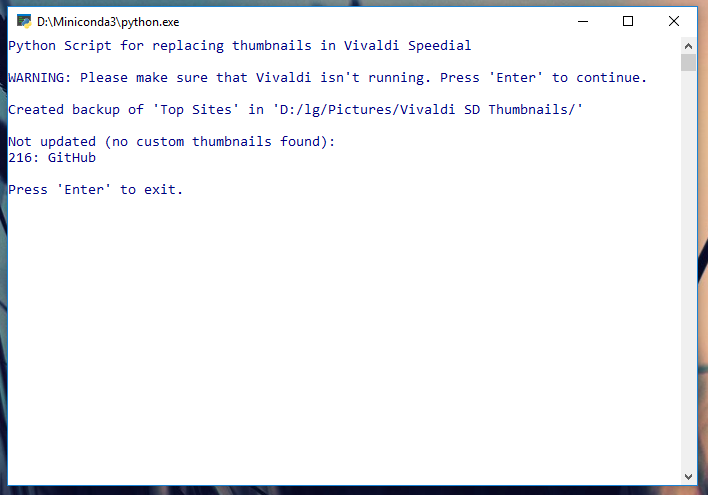 D:\Miniconda3\python.exe
Python Script for replacing thumbnails in Vivaldi Speedial
WARNING: Please make sure that Vivaldi isn't running. Press 'Enter' to continue.
Created backup of 'Top Sites' in 'D:/lg/Pictures/Vivaldi SD Thumbnails/'
Not updated (no custom thumbnails found):
216: GitHub
Press 'Enter' to exit.